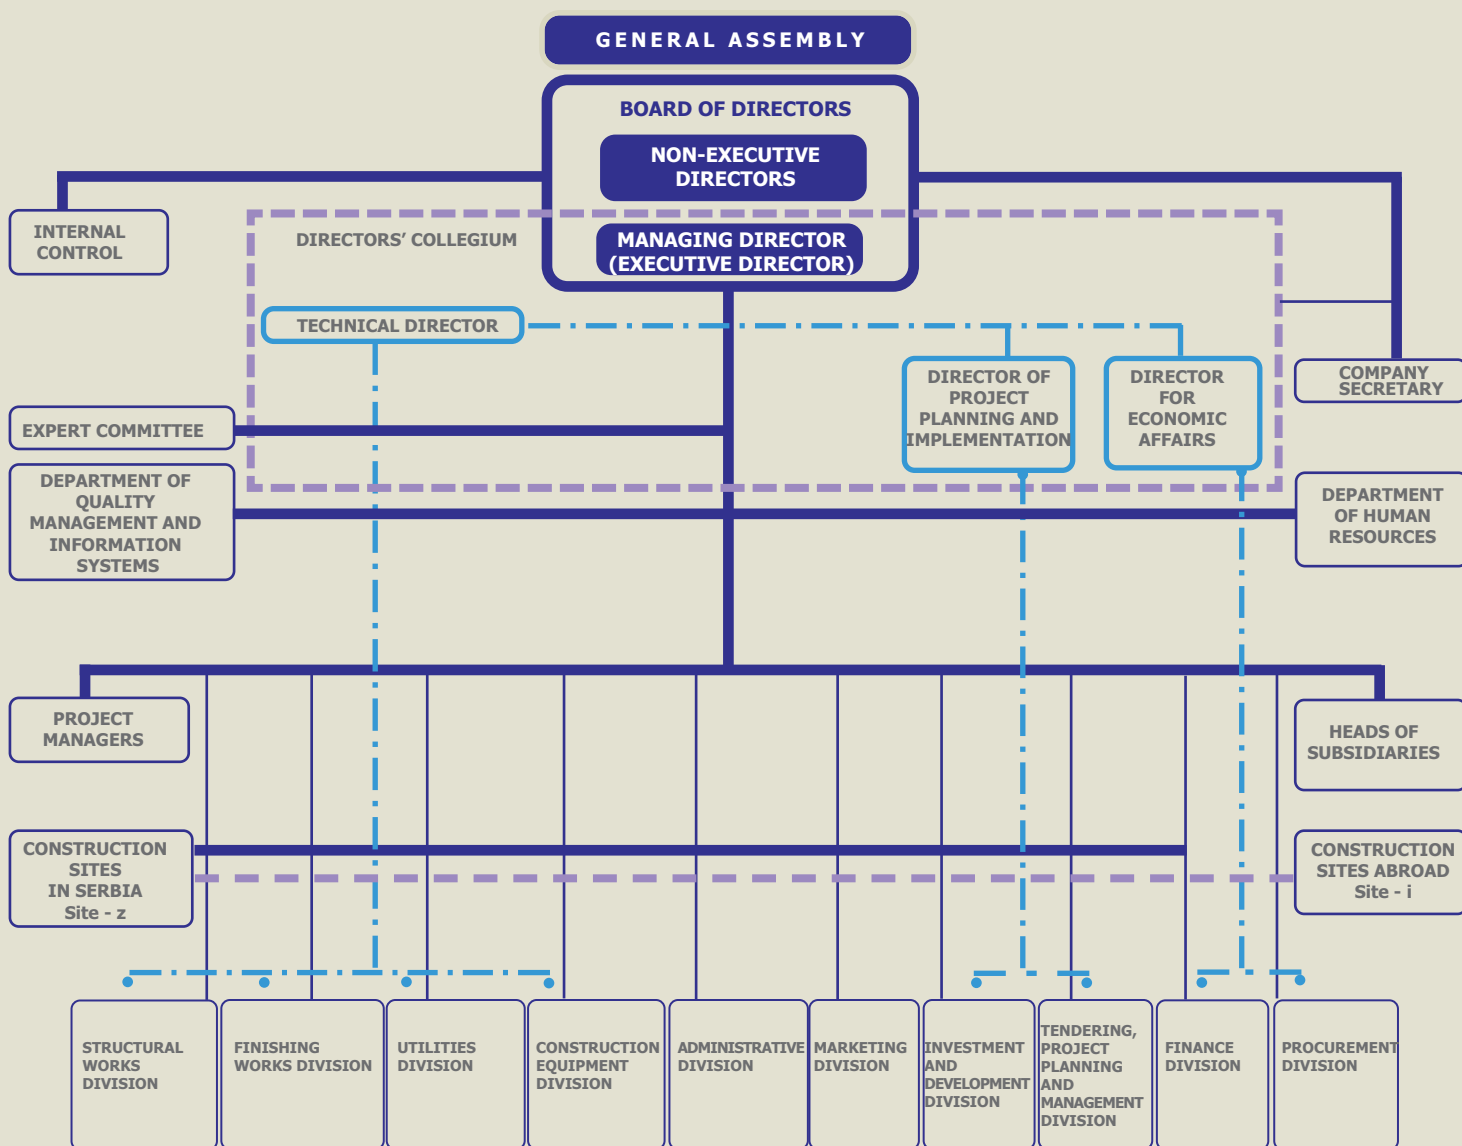 GENERAL ASSEMBLY
BOARD OF DIRECTORS
NON-EXECUTIVE
DIRECTORS
INTERNAL
CONTROL
DIRECTORS’ COLLEGIUM
MANAGING DIRECTOR
(EXECUTIVE DIRECTOR)
TECHNICAL DIRECTOR
DIRECTOR OF
PROJECT
PLANNING AND
IMPLEMENTATION
DIRECTOR
FOR
ECONOMIC
AFFAIRS
COMPANY
SECRETARY
EXPERT COMMITTEE
DEPARTMENT OF
QUALITY
MANAGEMENT AND
INFORMATION
SYSTEMS
DEPARTMENT
OF HUMAN
RESOURCES
PROJECT
MANAGERS
HEADS OF
SUBSIDIARIES
CONSTRUCTION
SITES
IN SERBIA
Site - z
CONSTRUCTION
SITES ABROAD
Site - i
STRUCTURAL
WORKS
DIVISION
FINISHING
WORKS DIVISION
UTILITIES
DIVISION
CONSTRUCTION
EQUIPMENT
DIVISION
ADMINISTRATIVE
DIVISION
MARKETING
DIVISION
INVESTMENT
AND
DEVELOPMENT
DIVISION
TENDERING,
PROJECT
PLANNING
AND
MANAGEMENT
DIVISION
FINANCE
DIVISION
PROCUREMENT
DIVISION